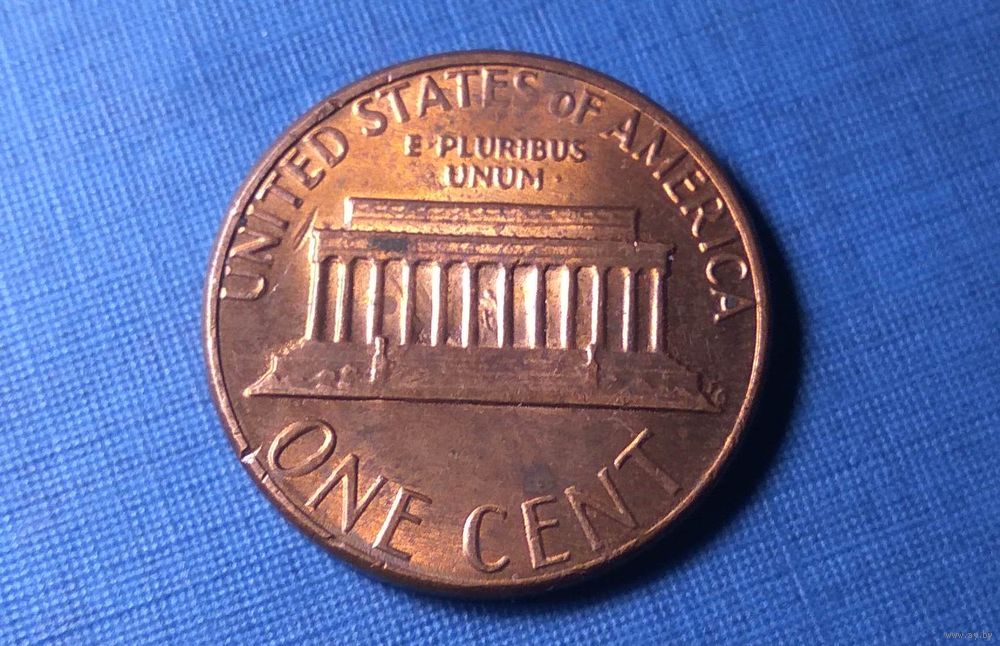 UNITED STATES OF AMERICA
E·PLURIBUS
UNUM·
ONE CENT
www.ay.by